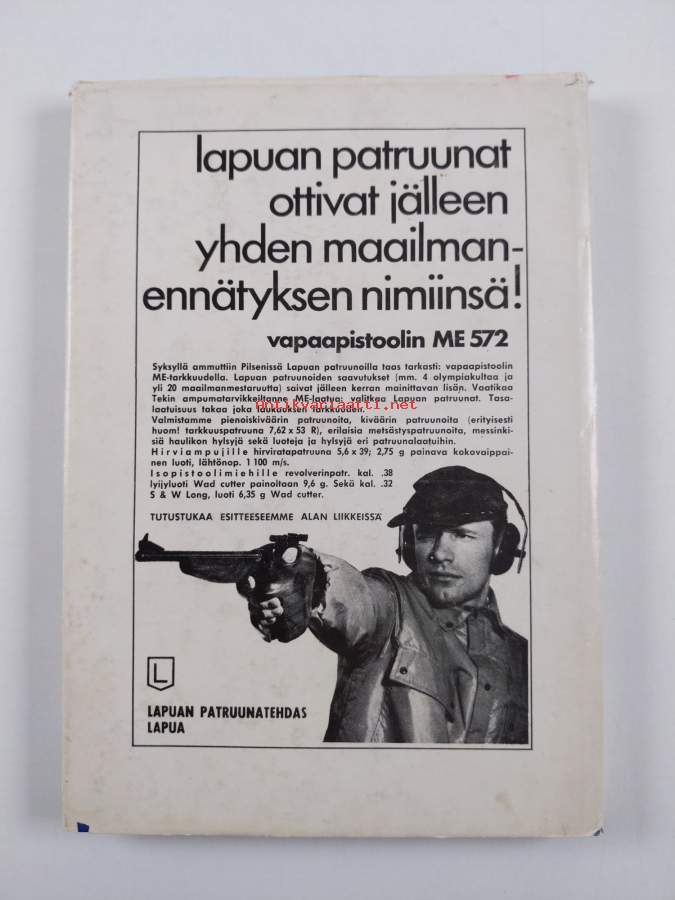 lapuan patruunat
ottivat jälleen
yhden maailman-
ennätyksen nimiinsä!
vapaapistoolin ME 572
Syksyllä ammuttiin Pilsenissä Lapuan patruunoilla taas tarkasti: vapaapistoolin
ME-tarkkuudella. Lapuan patruunoiden saavutukset (mm. 4 olympiakultaa ja
yli 20 maailmanmestaruutta) saivat jälleen kerran mainittavan lisän. Vaatikaa
Tekin ampumatarvikkeiltanne ME-laatua: valitkaa Lapuan patruunat. Tasa-
laatuisuus takaa joka laukauksen tarkkuuden.
Antikvariaatti.net
Valmistamme pienoiskiväärin patruunoita, kiväärin patruunoita (erityisesti
huom! tarkkuuspatruuna 7,62 x 53 R), erilaisia metsästyspatruunoita, messinki-
siä haulikon hylsyjä sekä luoteja ja hylsyjä eri patruunalaatuihin.
Hirviampujille hirviratapatruuna 5,6 x 39; 2,75 g painava kokovaippai-
nen luoti, lähtönop. 1 100 m/s.
Isopistoolimiehille revolverinpatr. kal. .38
lyijyluoti Wad cutter painoltaan 9,6 g. Sekä kal. .32
S & W Long, luoti 6,35 g Wad cutter.
TUTUSTUKAA ESITTEESEEMME ALAN LIIKKEISSÄ
L
LAPUAN PATRUUNATEHDAS
LAPUA